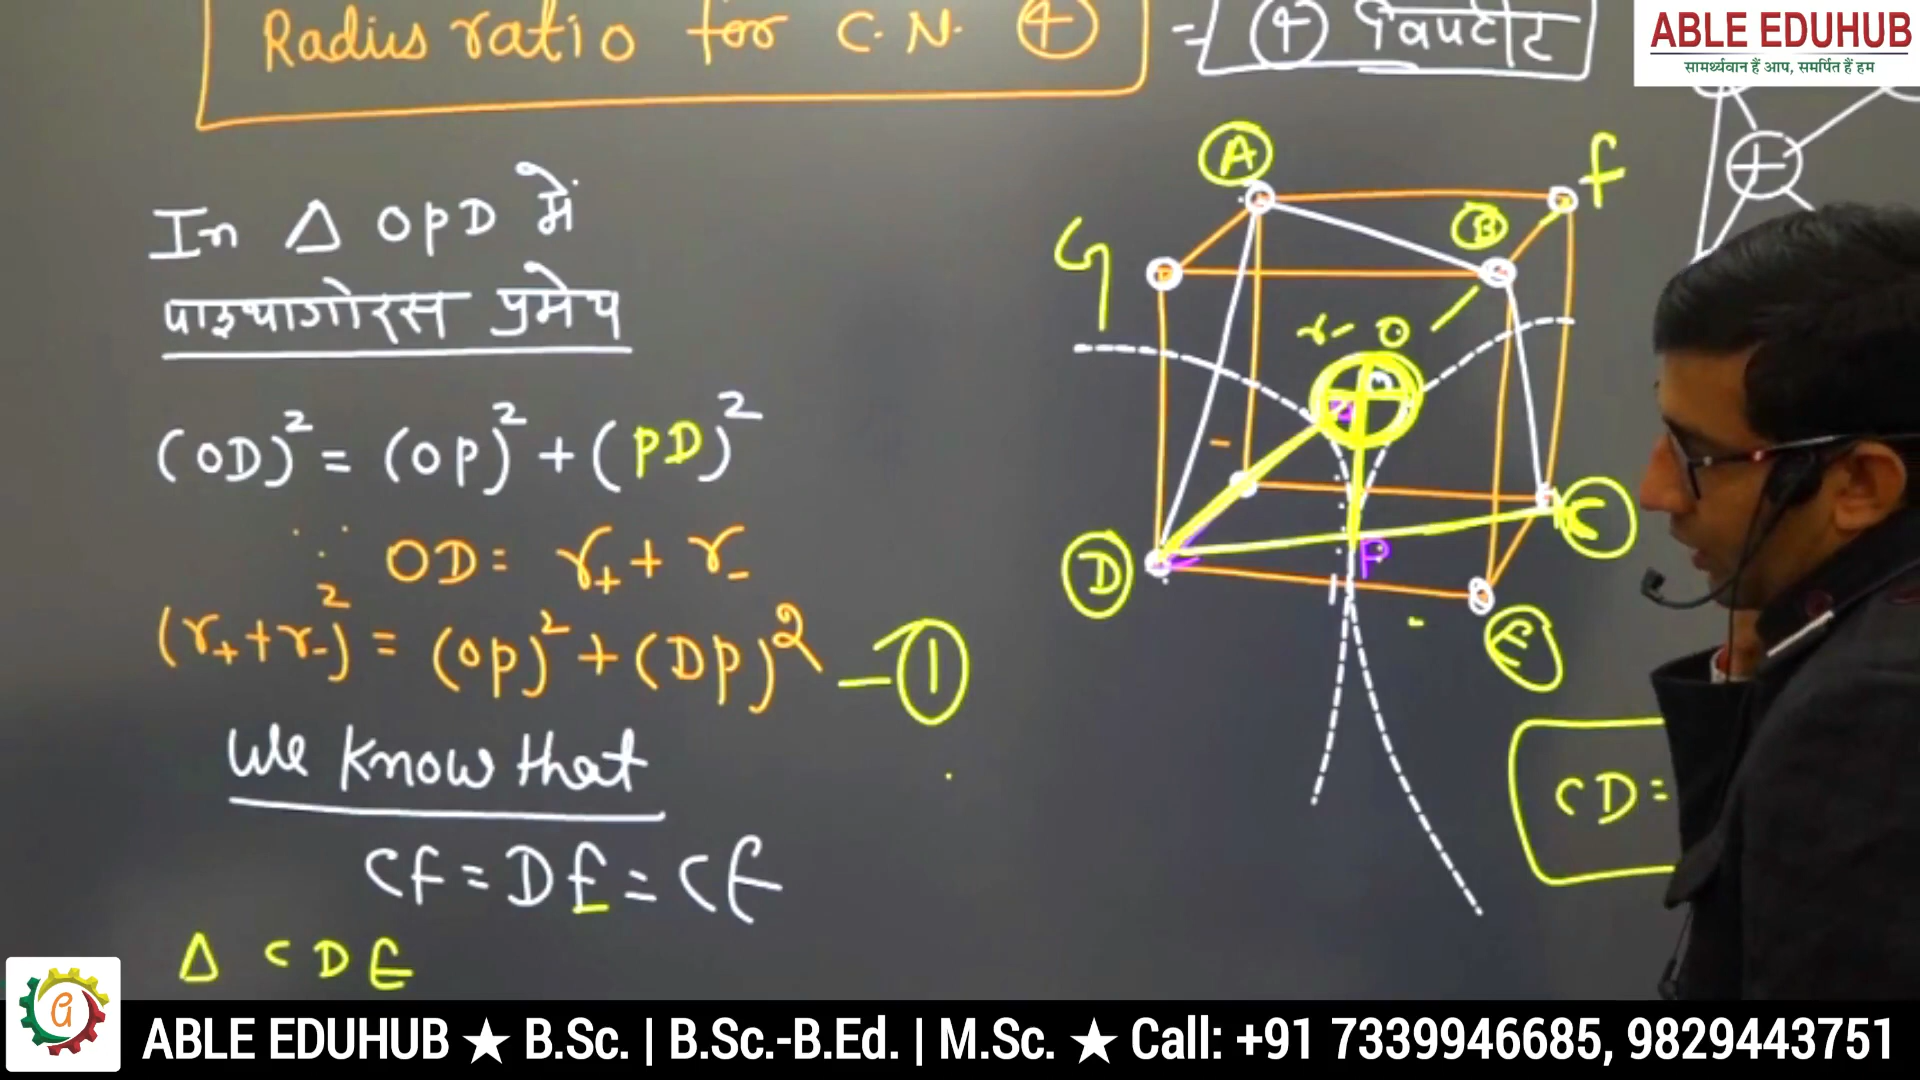 Radius ratio for C.N. ④
= ④
ABLE EDUHUB
सामर्थ्यवान हैं आप, समर्पित हैं हम
In Δ OPD में
पाइथागोरस प्रमेय
(OD)² = (OP)² + (PD)²
∵ OD = r₊ + r₋
(r₊ + r₋)² = (OP)² + (DP)² – ①
We know that
CF = DE = CE
Δ CDE
A
F
B
G
r-
O
D
C
P
E
CD =
ABLE EDUHUB ★ B.Sc. | B.Sc.-B.Ed. | M.Sc. ★ Call: +91 7339946685, 9829443751